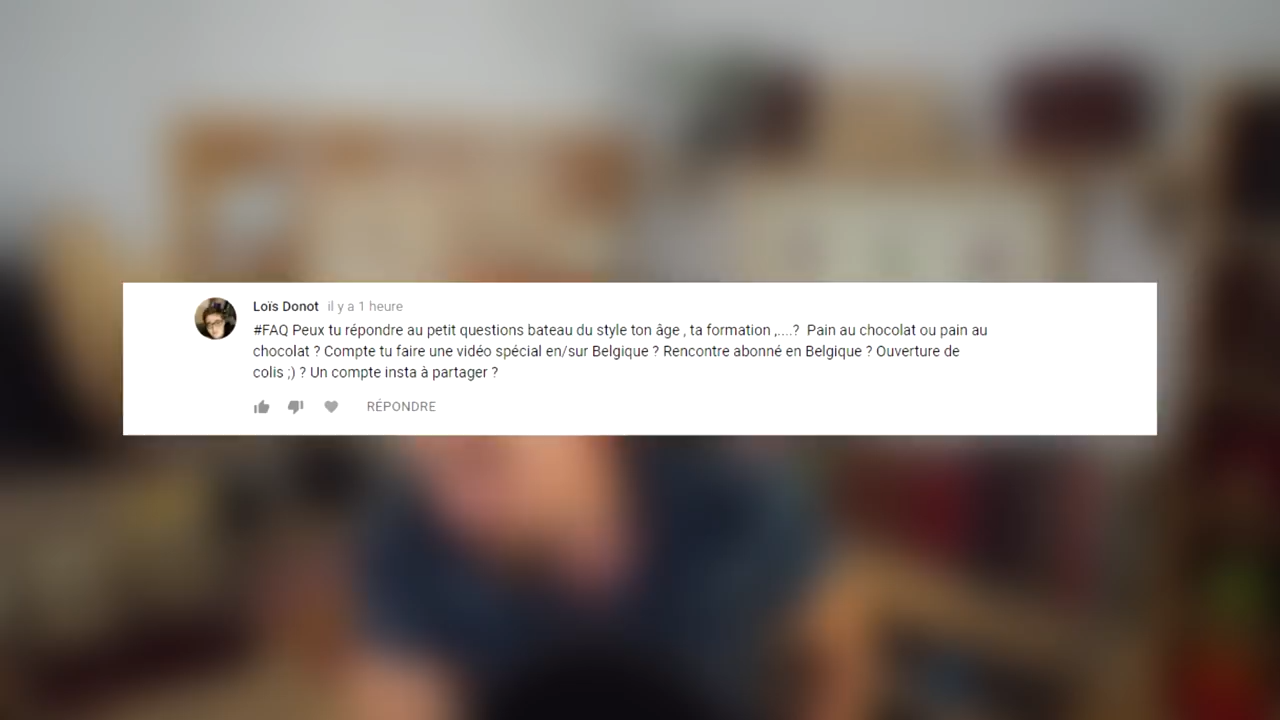 Loïs Donot il y a 1 heure
#FAQ Peux tu répondre au petit questions bateau du style ton âge , ta formation ,....?  Pain au chocolat ou pain au
chocolat ? Compte tu faire une vidéo spécial en/sur Belgique ? Rencontre abonné en Belgique ? Ouverture de
colis ;) ? Un compte insta à partager ?
RÉPONDRE